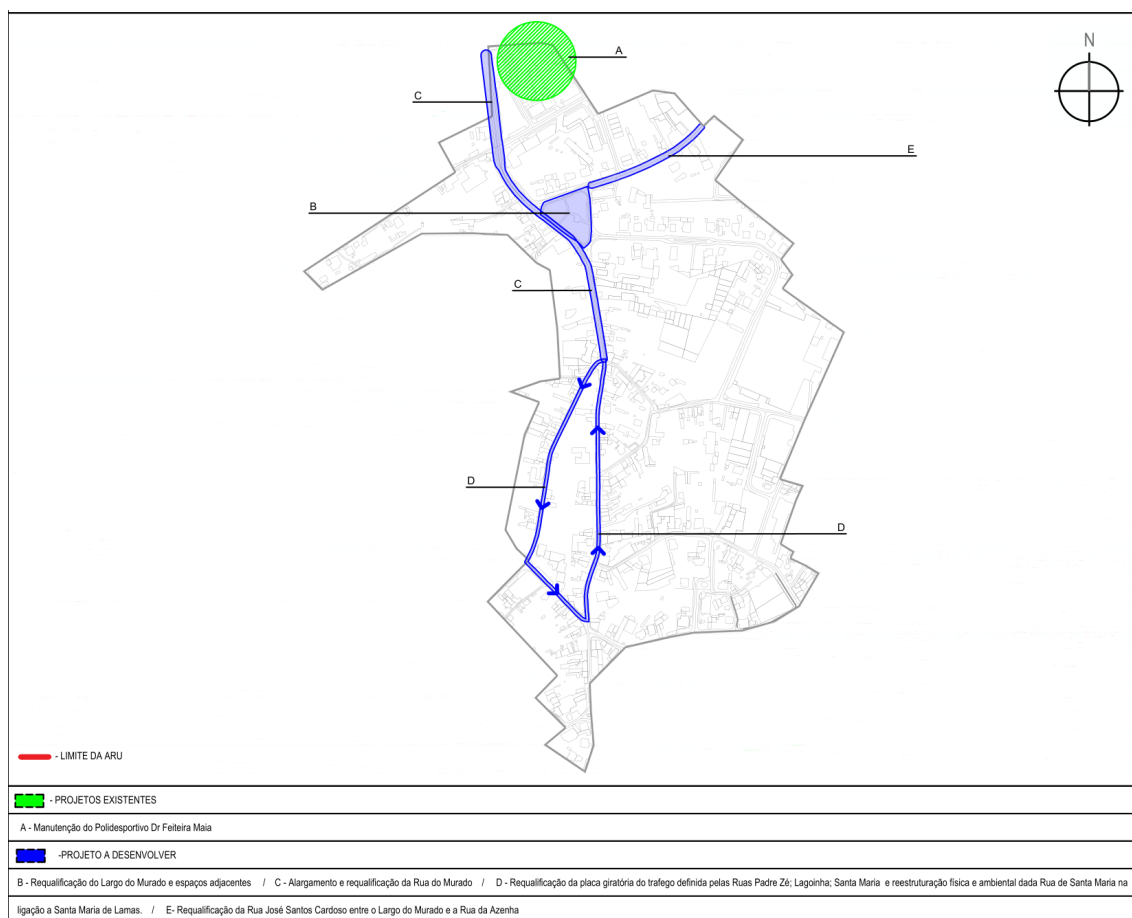 A
N
C
E
B
C
D
D
- LIMITE DA ARU
- PROJETOS EXISTENTES
A - Manutenção do Polidesportivo Dr Feiteira Maia
-PROJETO A DESENVOLVER
B - Requalificação do Largo do Murado e espaços adjacentes / C - Alargamento e requalificação da Rua do Murado / D - Requalificação da placa giratória do trafego definida pelas Ruas Padre Zé; Lagoinha; Santa Maria e reestruturação física e ambiental dada Rua de Santa Maria na
ligação a Santa Maria de Lamas. / E- Requalificação da Rua José Santos Cardoso entre o Largo do Murado e a Rua da Azenha